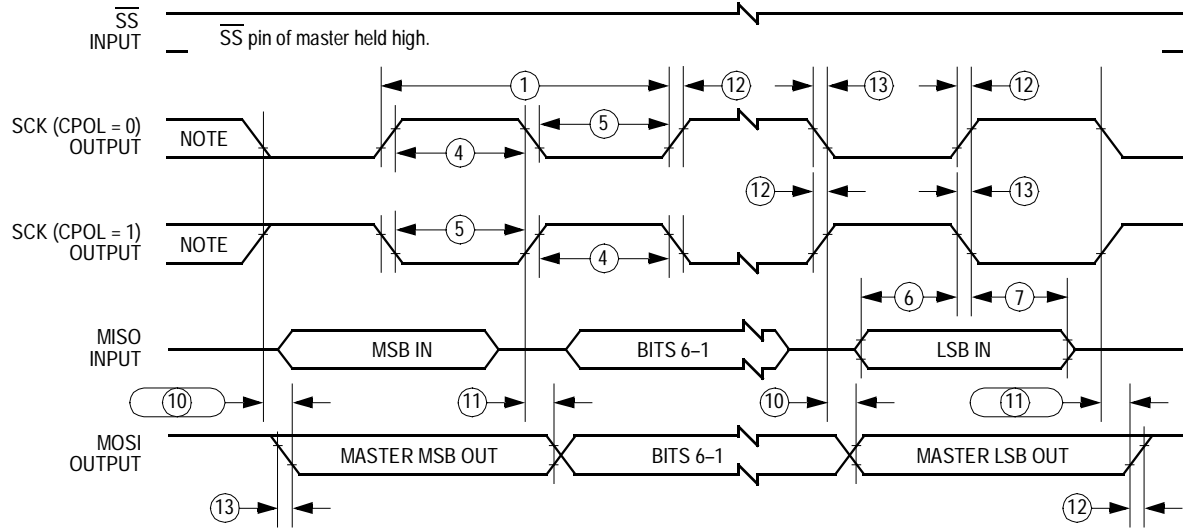 SS
INPUT
SS pin of master held high.
1
12
13
12
SCK (CPOL = 0)
OUTPUT
NOTE
5
4
12
13
SCK (CPOL = 1)
OUTPUT
NOTE
5
4
6
7
MISO
INPUT
MSB IN
BITS 6–1
LSB IN
10
11
10
11
MOSI
OUTPUT
MASTER MSB OUT
BITS 6–1
MASTER LSB OUT
13
12